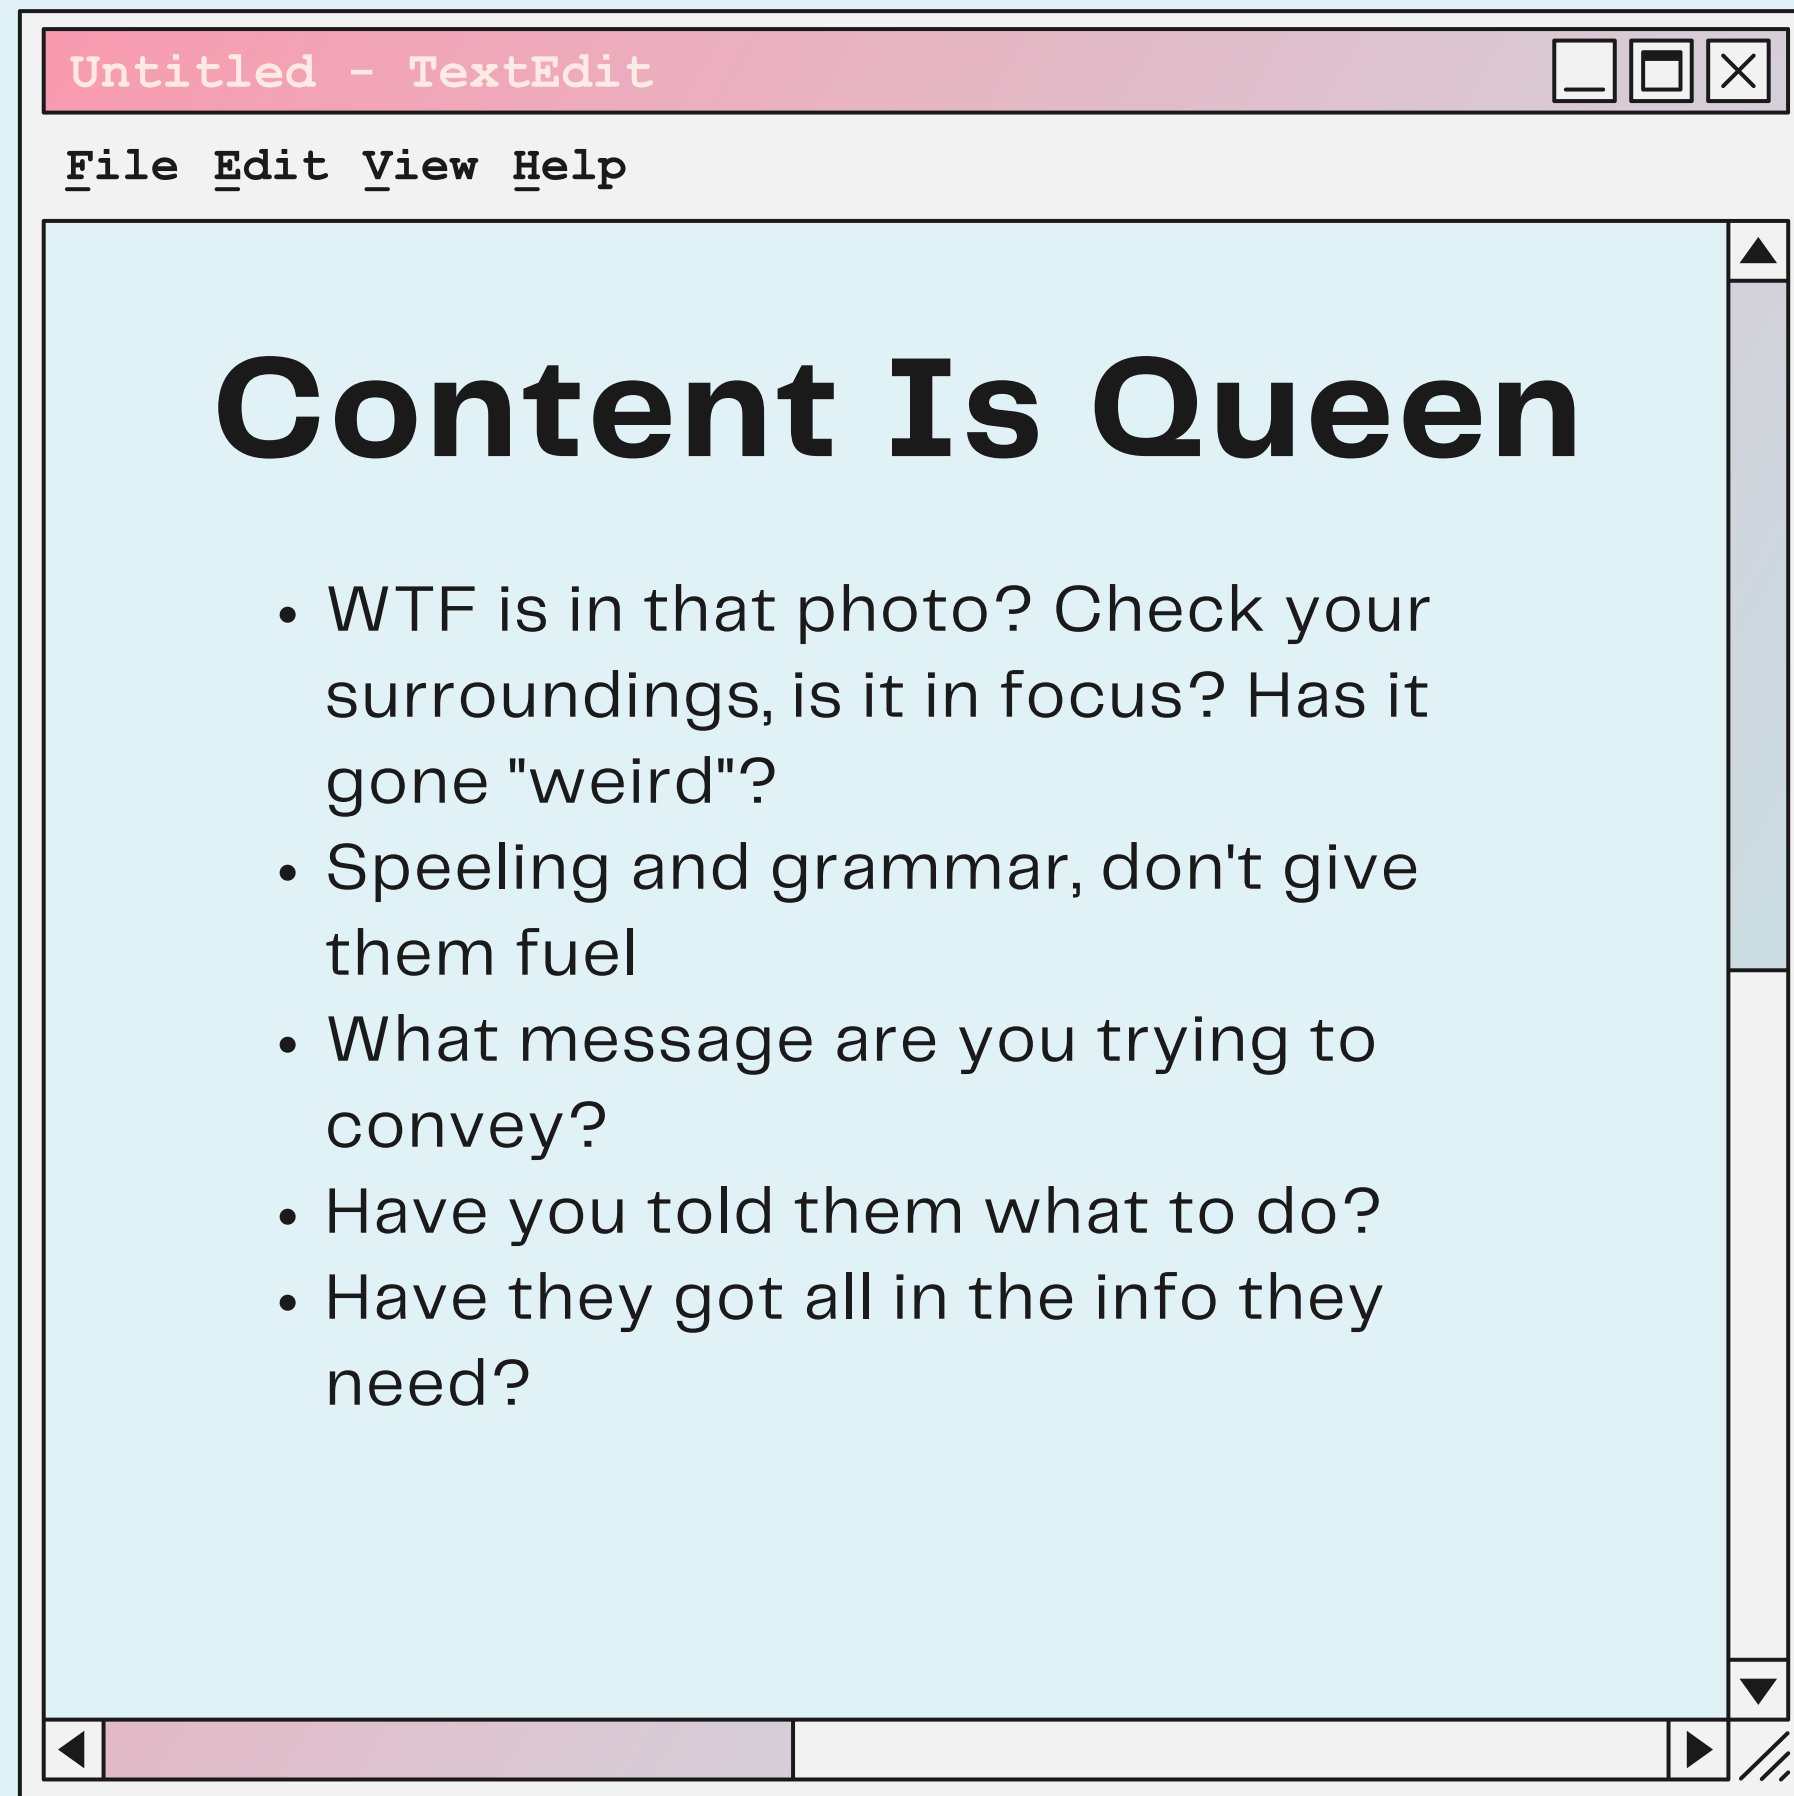 Untitled - TextEdit
File Edit View Help
Content Is Queen
• WTF is in that photo? Check your
surroundings, is it in focus? Has it
gone "weird"?
• Speeling and grammar, don't give
them fuel
• What message are you trying to
convey?
• Have you told them what to do?
• Have they got all in the info they
need?